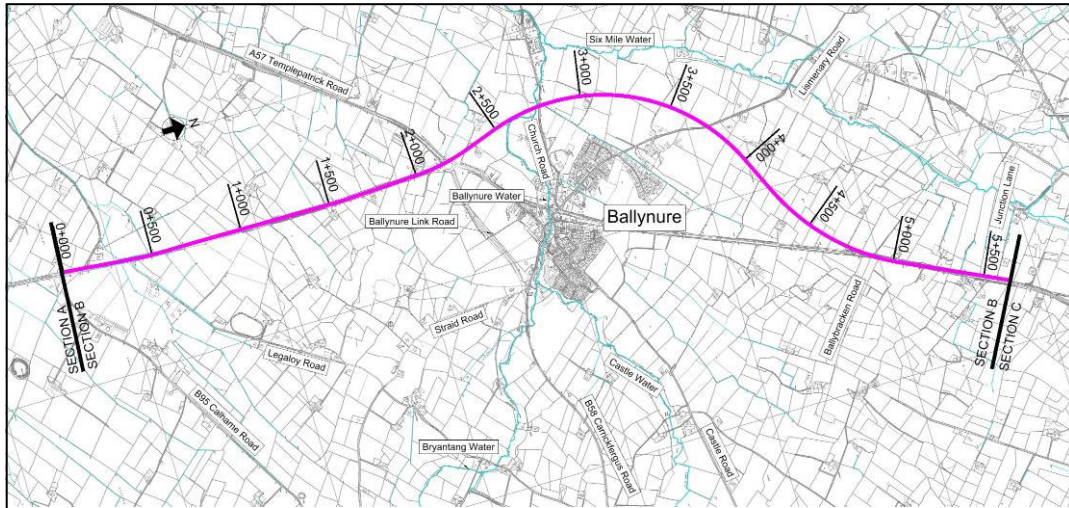 Six Mile Water
A57 Templepatrick Road
Lismenary Road
3+000
3+500
2+500
N
Church Road
4+000
2+000
1+500
Junction Lane
1+000
Ballynure Water
4+500
0+500
Ballynure Link Road
Ballynure
5+000
0+000
5+500
SECTION A
SECTION B
Ballybracken Road
SECTION B
SECTION C
Straid Road
Legaloy Road
Castle Water
B95 Calhame Road
B58 Carrickfergus Road
Castle Road
Bryantang Water